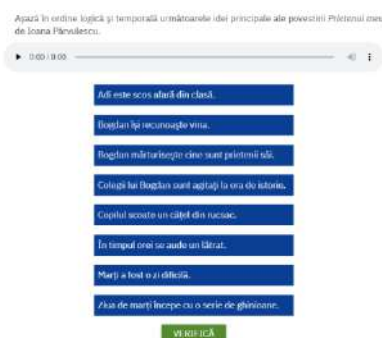 Așază în ordine logică și temporală următoarele idei principale ale povestirii Prietenul meu
de Ioana Pârvulescu.
0:00 / 0:00
Adi este scos afară din clasă.
Bogdan își recunoaște vina.
Bogdan mărturisește cine sunt prietenii săi.
Colegii lui Bogdan sunt agitați la ora de istorie.
Copilul scoate un cățel din rucsac.
În timpul orei se aude un lătrat.
Marți a fost o zi dificilă.
Ziua de marți începe cu o serie de ghinioane.
VERIFICĂ